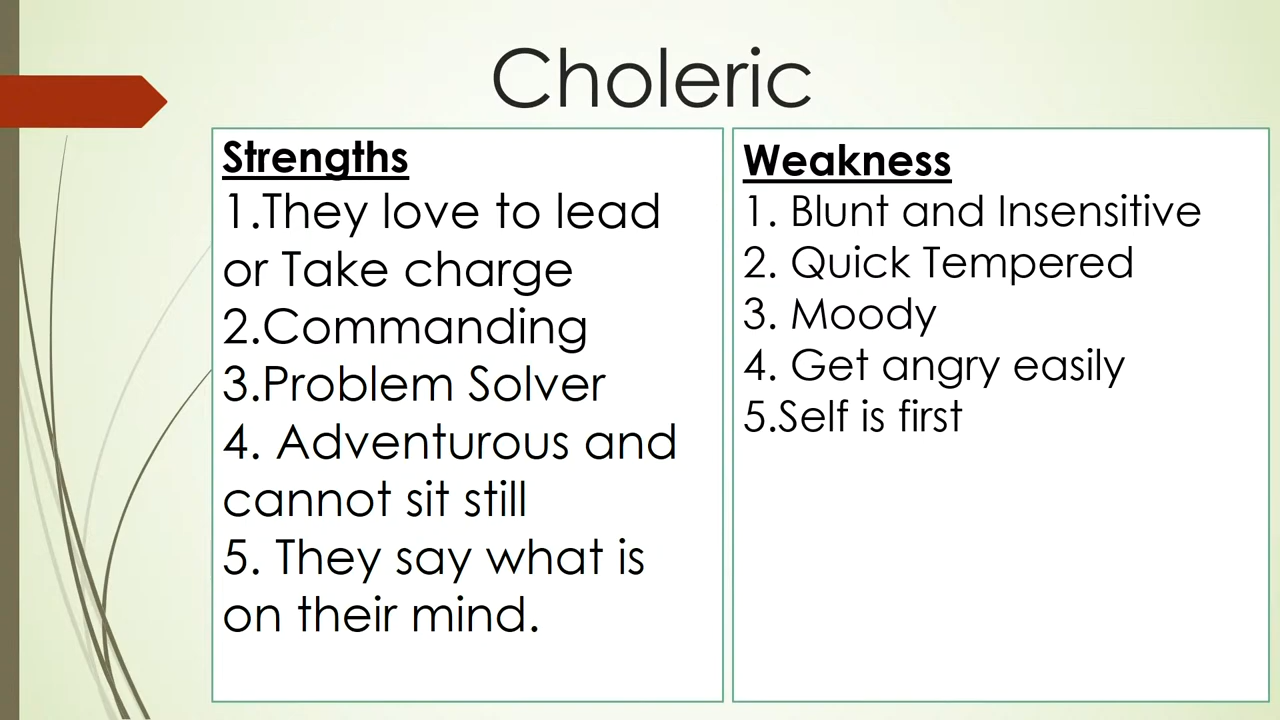 Choleric
Strengths
1.They love to lead
or Take charge
2.Commanding
3.Problem Solver
4. Adventurous and
cannot sit still
5. They say what is
on their mind.
Weakness
1. Blunt and Insensitive
2. Quick Tempered
3. Moody
4. Get angry easily
5.Self is first